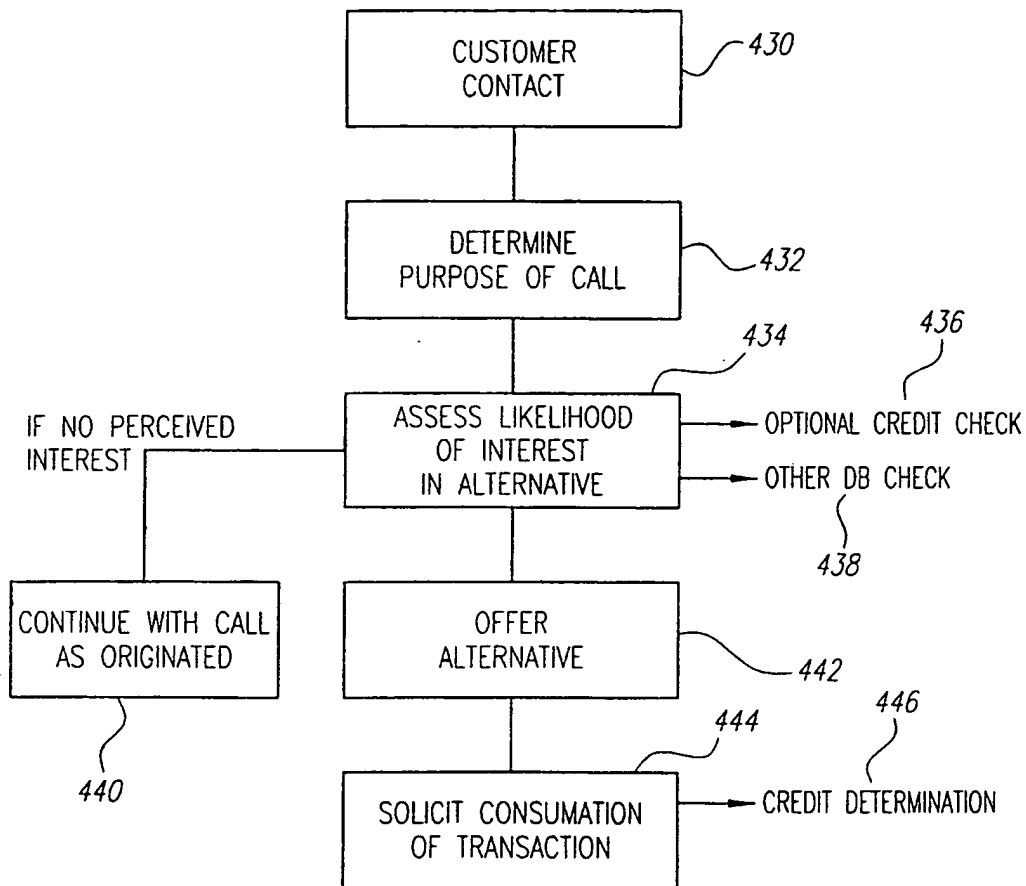 CUSTOMER
CONTACT
430
DETERMINE
PURPOSE OF CALL
432
434
436
ASSESS LIKELIHOOD
OF INTEREST
IN ALTERNATIVE
OPTIONAL CREDIT CHECK
OTHER DB CHECK
438
IF NO PERCEIVED
INTEREST
CONTINUE WITH CALL
AS ORIGINATED
440
OFFER
ALTERNATIVE
442
444
446
SOLICIT CONSUMATION
OF TRANSACTION
CREDIT DETERMINATION